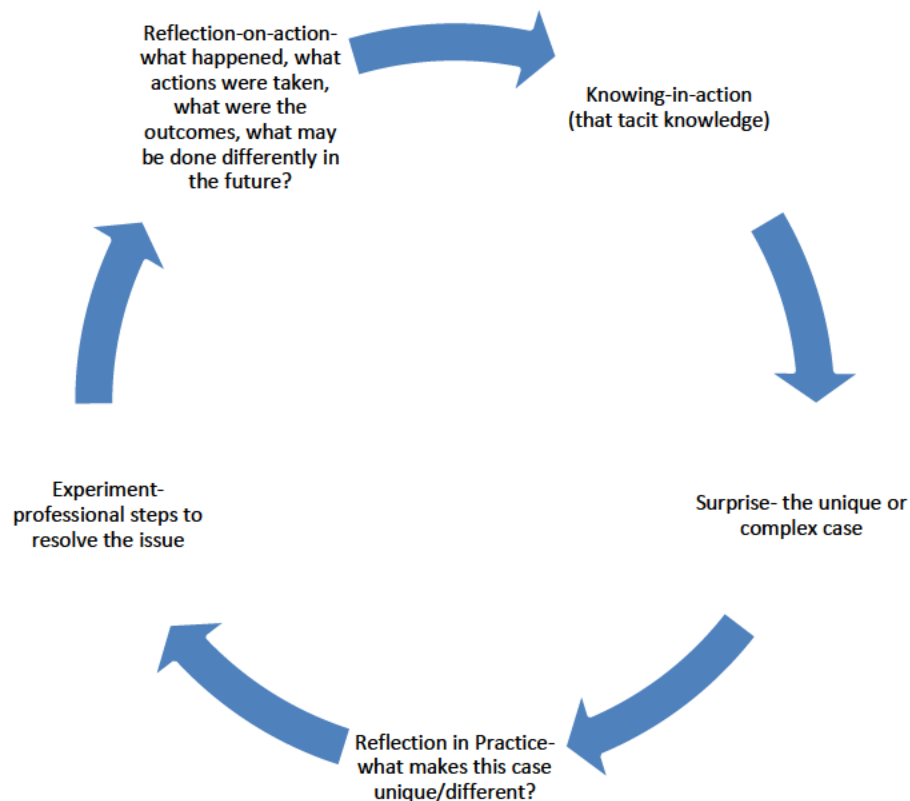 Reflection-on-action-
what happened, what
actions were taken,
what were the
outcomes, what may
be done differently in
the future?
Knowing-in-action
(that tacit knowledge)
Surprise- the unique or
complex case
Reflection in Practice-
what makes this case
unique/different?
Experiment-
professional steps to
resolve the issue